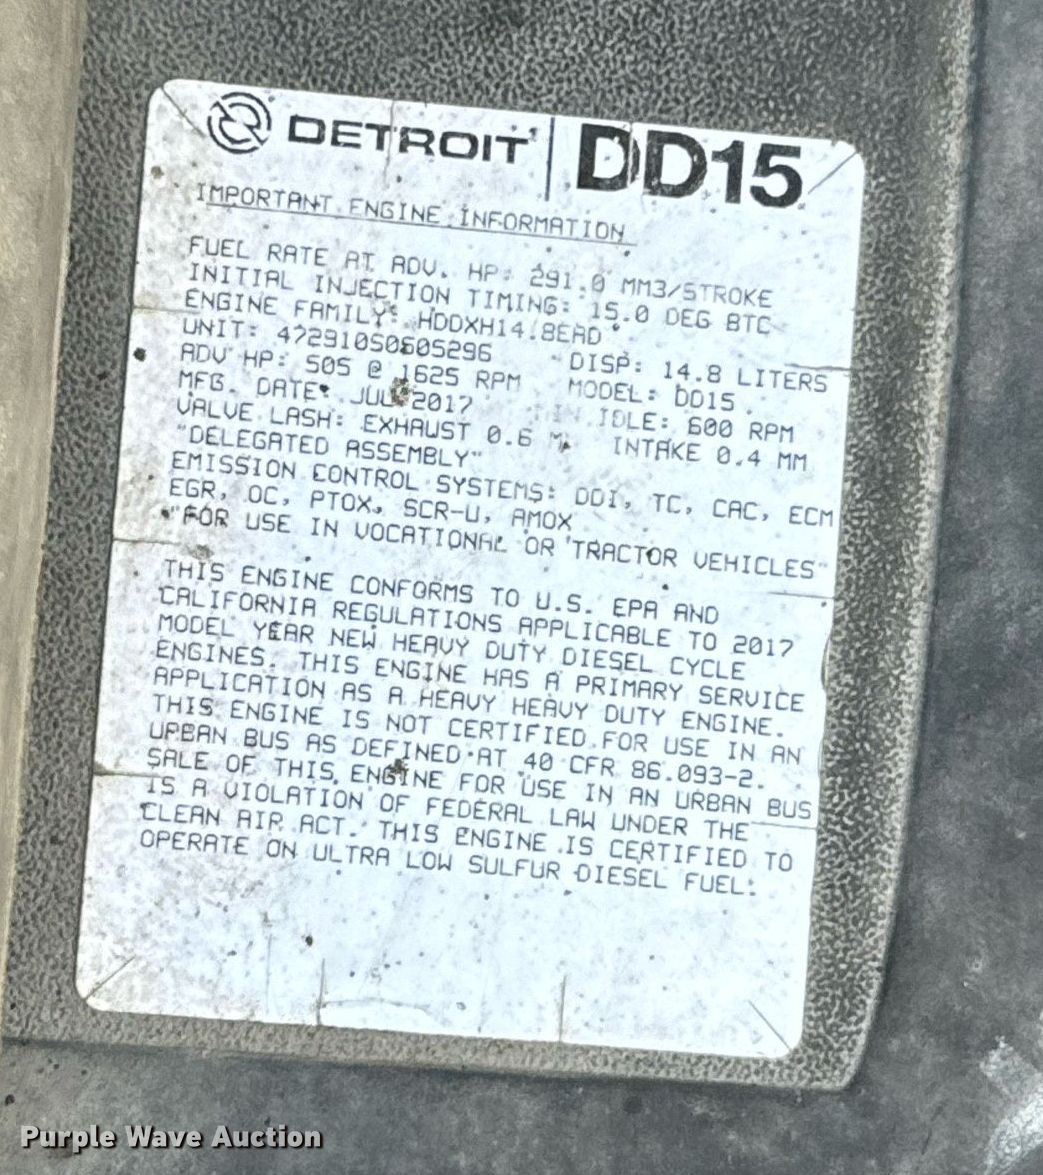 DETROIT DD15
IMPORTANT ENGINE INFORMATION
FUEL RATE AT ADV. HP: 291.0 MM3/STROKE
INITIAL INJECTION TIMING: 15.0 DEG BTC
ENGINE FAMILY: HDDXH14.8EAD
UNIT: 472910S0605296 DISP: 14.8 LITERS
ADV HP: 505 @ 1625 RPM MODEL: DD15
MFG. DATE: JUL 2017 IDLE: 600 RPM
VALVE LASH: EXHAUST 0.6 INTAKE 0.4 MM
"DELEGATED ASSEMBLY"
EMISSION CONTROL SYSTEMS: DDI, TC, CAC, ECM
EGR, OC, PTOX, SCR-U, AMOX
"FOR USE IN VOCATIONAL OR TRACTOR VEHICLES"
THIS ENGINE CONFORMS TO U.S. EPA AND
CALIFORNIA REGULATIONS APPLICABLE TO 2017
MODEL YEAR NEW HEAVY DUTY DIESEL CYCLE
ENGINES. THIS ENGINE HAS A PRIMARY SERVICE
APPLICATION AS A HEAVY HEAVY DUTY ENGINE.
THIS ENGINE IS NOT CERTIFIED FOR USE IN AN
URBAN BUS AS DEFINED AT 40 CFR 86.093-2.
SALE OF THIS ENGINE FOR USE IN AN URBAN BUS
IS A VIOLATION OF FEDERAL LAW UNDER THE
CLEAN AIR ACT. THIS ENGINE IS CERTIFIED TO
OPERATE ON ULTRA LOW SULFUR DIESEL FUEL.
Purple Wave Auction